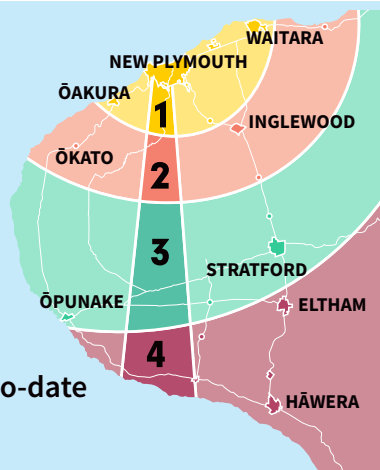 WAITARA
NEW PLYMOUTH
ŌAKURA
1
INGLEWOOD
ŌKATO
2
3
STRATFORD
ŌPUNAKE
ELTHAM
4
o-date
HĀWERA